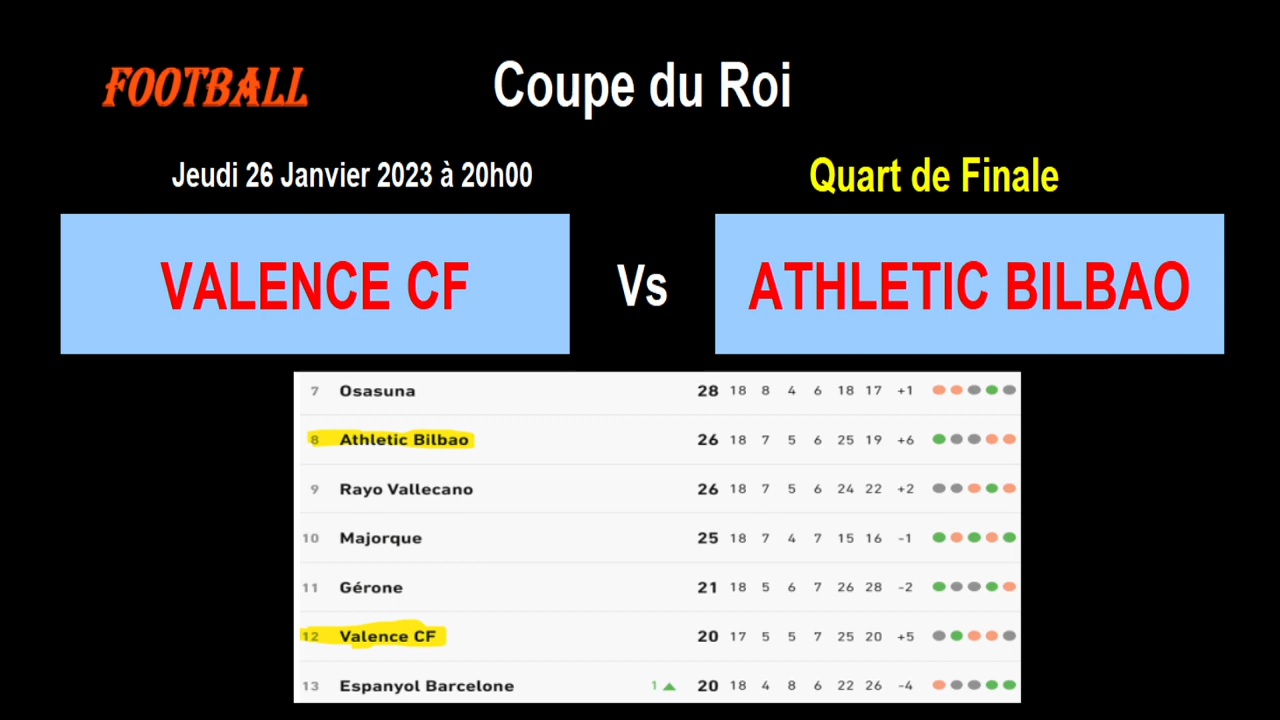 FOOTBALL
Coupe du Roi
Jeudi 26 Janvier 2023 à 20h00
Quart de Finale
VALENCE CF
Vs
ATHLETIC BILBAO
7 Osasuna 28 18 8 4 6 18 17 +1
8 Athletic Bilbao 26 18 7 5 6 25 19 +6
9 Rayo Vallecano 26 18 7 5 6 24 22 +2
10 Majorque 25 18 7 4 7 15 16 -1
11 Gérone 21 18 5 6 7 26 28 -2
12 Valence CF 20 17 5 5 7 25 20 +5
13 Espanyol Barcelone 1 20 18 4 8 6 22 26 -4